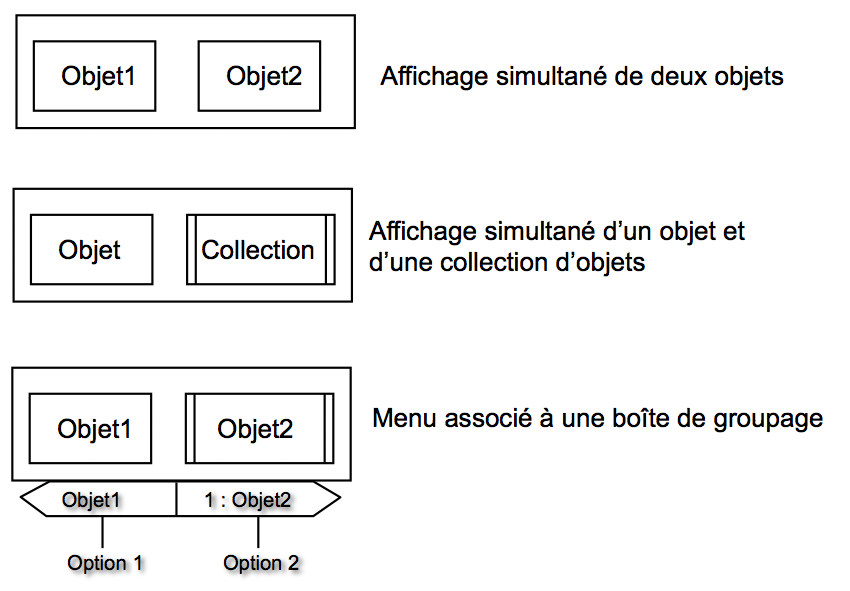 Objet1
Objet2
Affichage simultané de deux objets
Objet
Collection
Affichage simultané d’un objet et
d’une collection d’objets
Objet1
Objet2
Menu associé à une boîte de groupage
Objet1
1 : Objet2
Option 1
Option 2